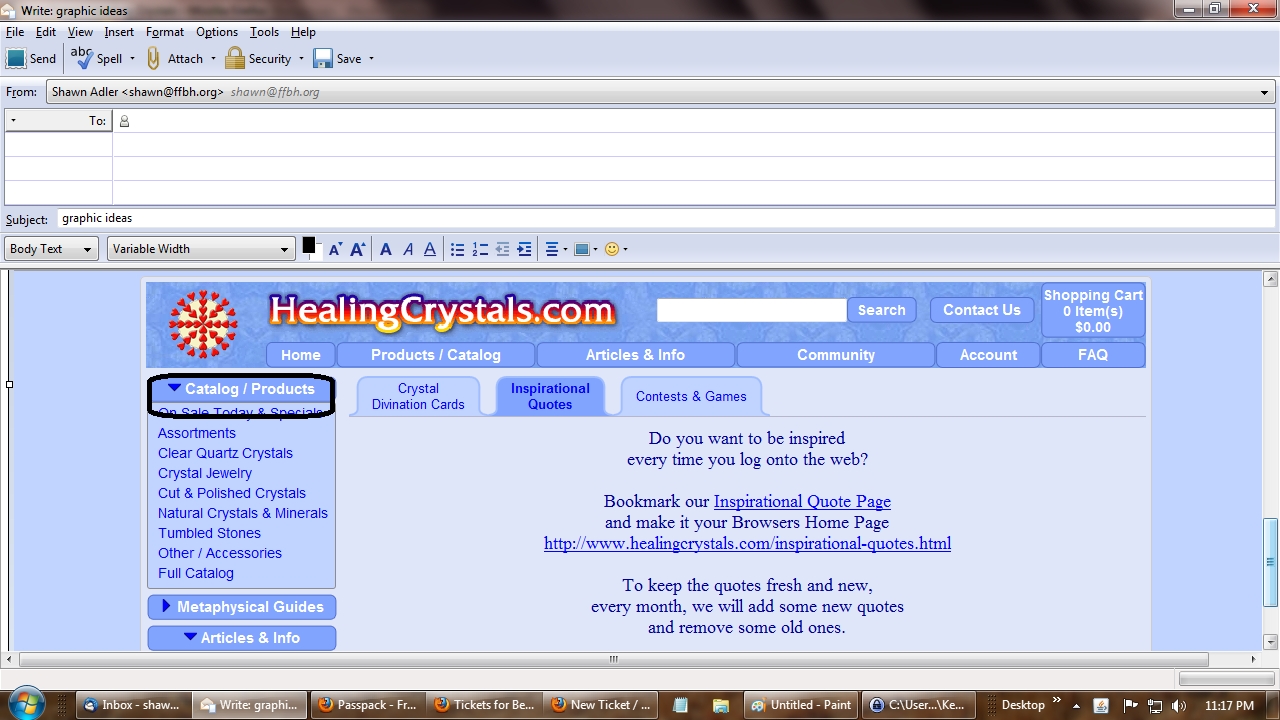 Write: graphic ideas
File Edit View Insert Format Options Tools Help
Send abc Spell Attach Security Save
From: Shawn Adler <shawn@ffbh.org> shawn@ffbh.org
To:
Subject: graphic ideas
Body Text Variable Width
HealingCrystals.com
Search
Contact Us
Shopping Cart
0 Item(s)
$0.00
Home Products / Catalog Articles & Info Community Account FAQ
Catalog / Products
On Sale Today & Specials
Assortments
Clear Quartz Crystals
Crystal Jewelry
Cut & Polished Crystals
Natural Crystals & Minerals
Tumbled Stones
Other / Accessories
Full Catalog
Metaphysical Guides
Articles & Info
Crystal
Divination Cards
Inspirational
Quotes
Contests & Games
Do you want to be inspired
every time you log onto the web?
Bookmark our Inspirational Quote Page
and make it your Browsers Home Page
http://www.healingcrystals.com/inspirational-quotes.html
To keep the quotes fresh and new,
every month, we will add some new quotes
and remove some old ones.
Inbox - shaw... Write: graphi... Passpack - Fr... Tickets for Be... New Ticket / ... Untitled - Paint C:\User...\Ke... Desktop » 11:17 PM